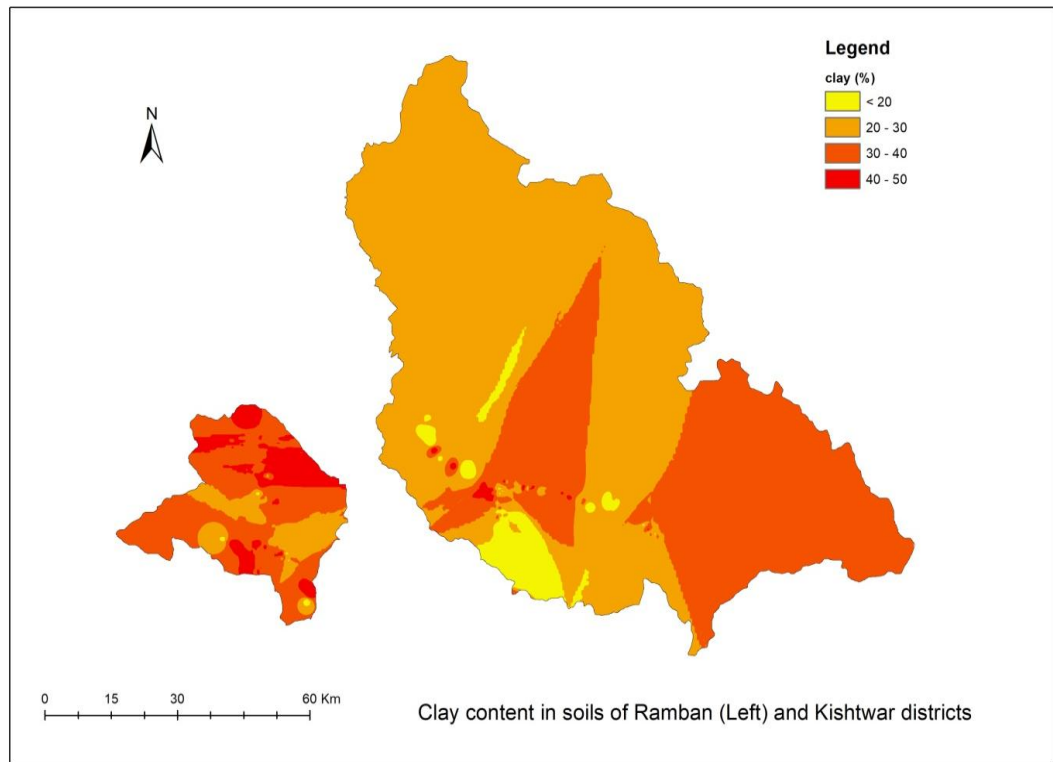 Legend
clay (%)
< 20
20 - 30
30 - 40
40 - 50
N
0 15 30 60 Km
Clay content in soils of Ramban (Left) and Kishtwar districts